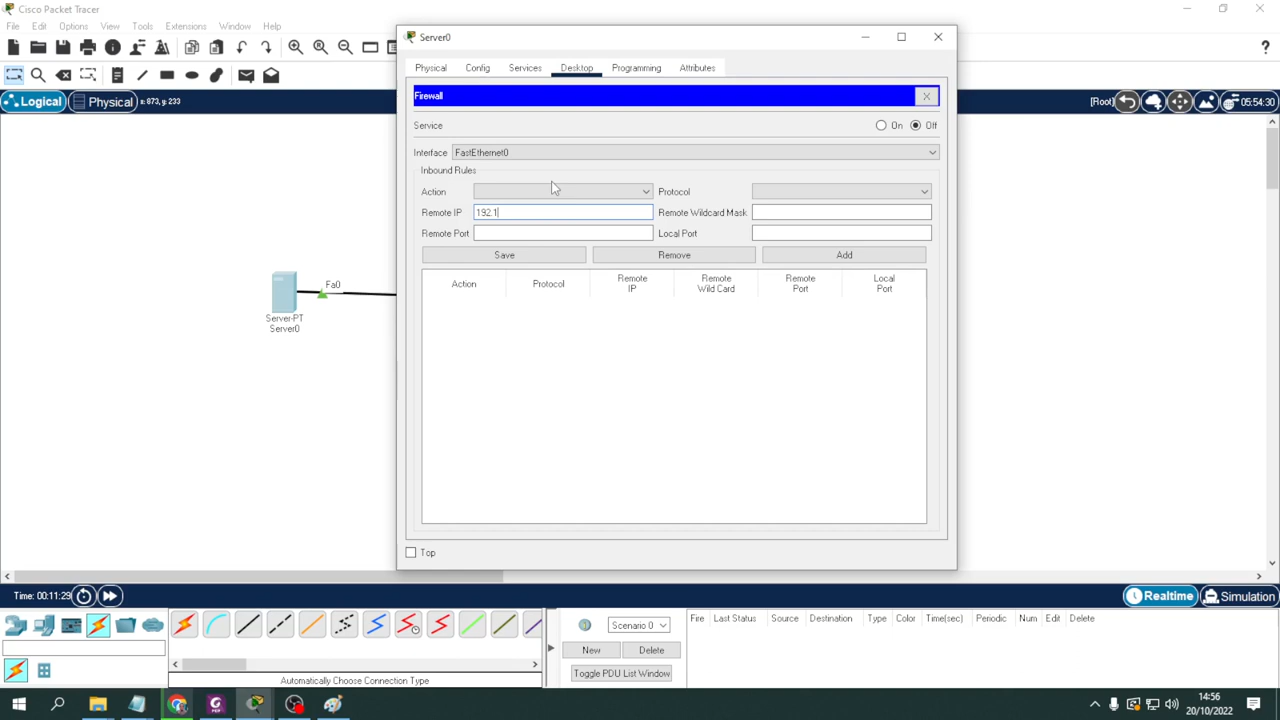 Cisco Packet Tracer
File Edit Options View Tools Extensions Window Help
Logical Physical x: 873, y: 233 [Root] 05:54:30
Server0
Physical Config Services Desktop Programming Attributes
Firewall X
Service On Off
Interface FastEthernet0
Inbound Rules
Action Protocol
Remote IP 192.1 Remote Wildcard Mask
Remote Port Local Port
Save Remove Add
Action Protocol Remote IP Remote Wild Card Remote Port Local Port
Fa0
Server-PT
Server0
Top
Time: 00:11:29 Realtime Simulation
Scenario 0 Fire Last Status Source Destination Type Color Time(sec) Periodic Num Edit Delete
New Delete
Toggle PDU List Window
Automatically Choose Connection Type
14:56
20/10/2022